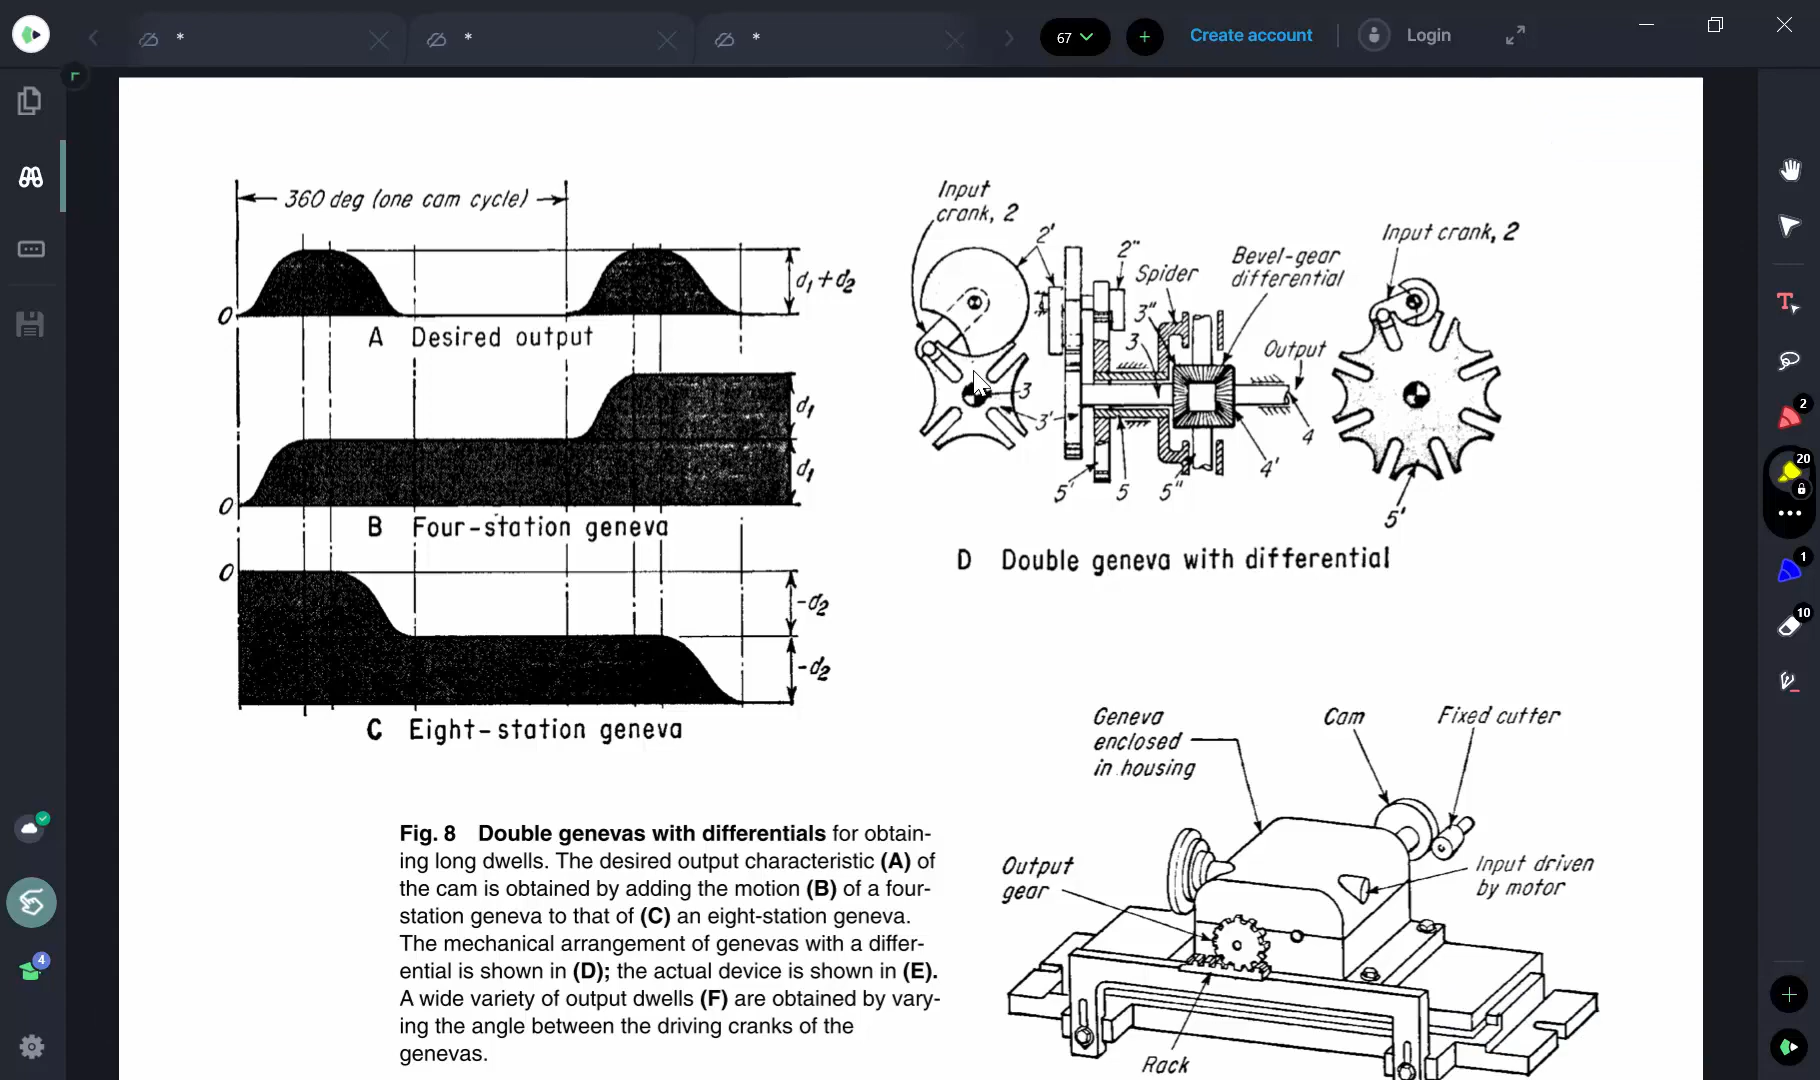 *
*
*
67
+
Create account
Login
2
20
1
10
4
360 deg (one cam cycle)
0
d₁ + d₂
A Desired output
0
d₁
d₁
B Four-station geneva
0
-d₂
-d₂
C Eight-station geneva
Input
crank, 2
2'
2"
Spider
Bevel-gear
differential
Input crank, 2
3"
3
Output
3
3'
4
4'
5'
5
5"
5'
D Double geneva with differential
Geneva
enclosed
in housing
Cam
Fixed cutter
Output
gear
Input driven
by motor
Rack
Fig. 8 Double genevas with differentials for obtain-
ing long dwells. The desired output characteristic (A) of
the cam is obtained by adding the motion (B) of a four-
station geneva to that of (C) an eight-station geneva.
The mechanical arrangement of genevas with a differ-
ential is shown in (D); the actual device is shown in (E).
A wide variety of output dwells (F) are obtained by vary-
ing the angle between the driving cranks of the
genevas.